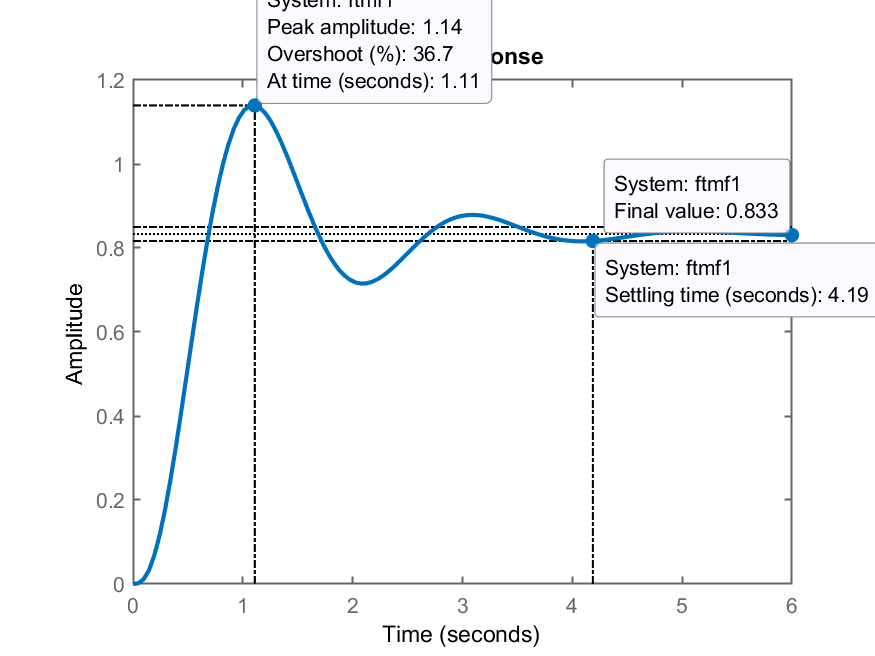 Peak amplitude: 1.14
Overshoot (%): 36.7
At time (seconds): 1.11
onse
1.2
1
0.8
0.6
0.4
0.2
0
System: ftmf1
Final value: 0.833
System: ftmf1
Settling time (seconds): 4.19
Amplitude
0
1
2
3
4
5
6
Time (seconds)